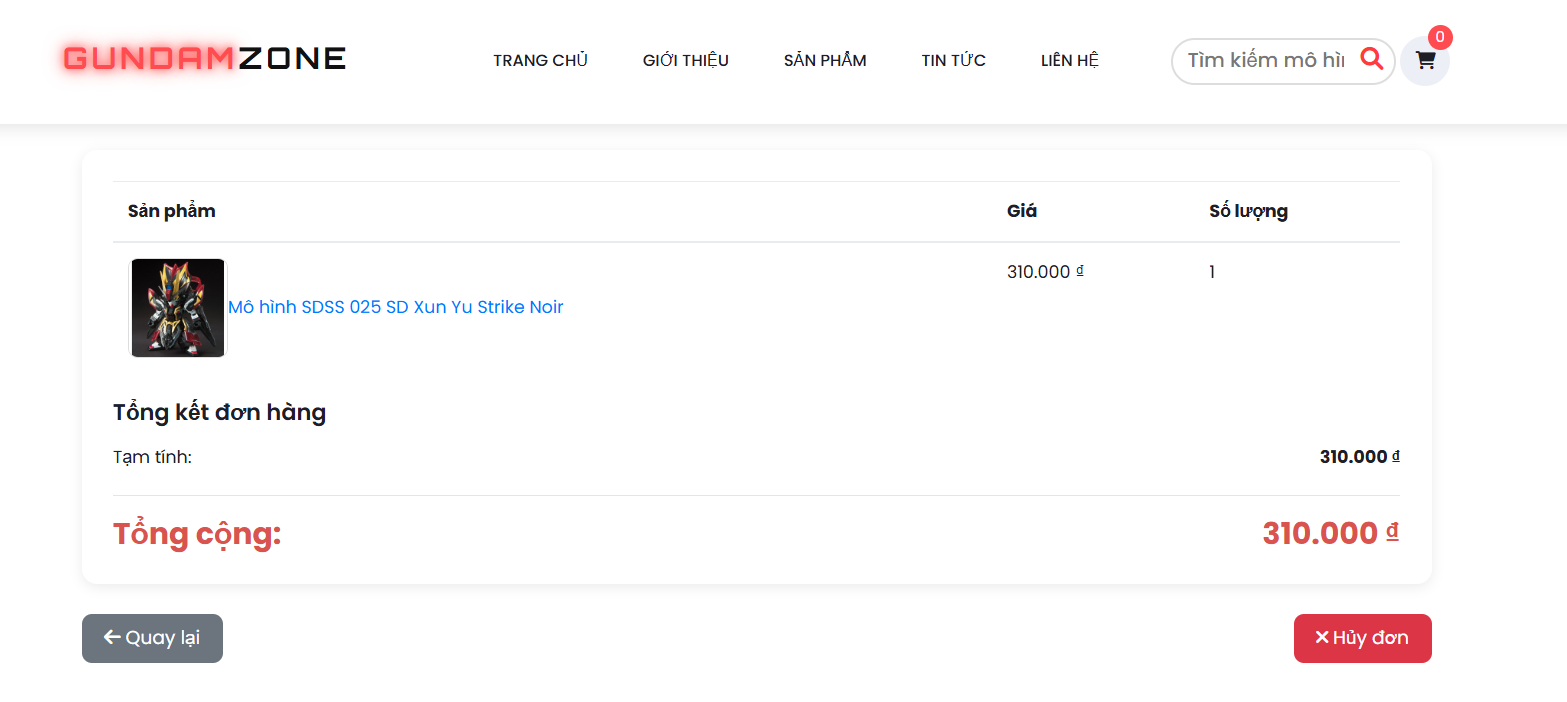 GUNDAMZONE TRANG CHỦ GIỚI THIỆU SẢN PHẨM TIN TỨC LIÊN HỆ Tìm kiếm mô hìn 0
Sản phẩm Giá Số lượng
Mô hình SDSS 025 SD Xun Yu Strike Noir 310.000 ₫ 1
Tổng kết đơn hàng
Tạm tính: 310.000 ₫
Tổng cộng: 310.000 ₫
Quay lại Hủy đơn